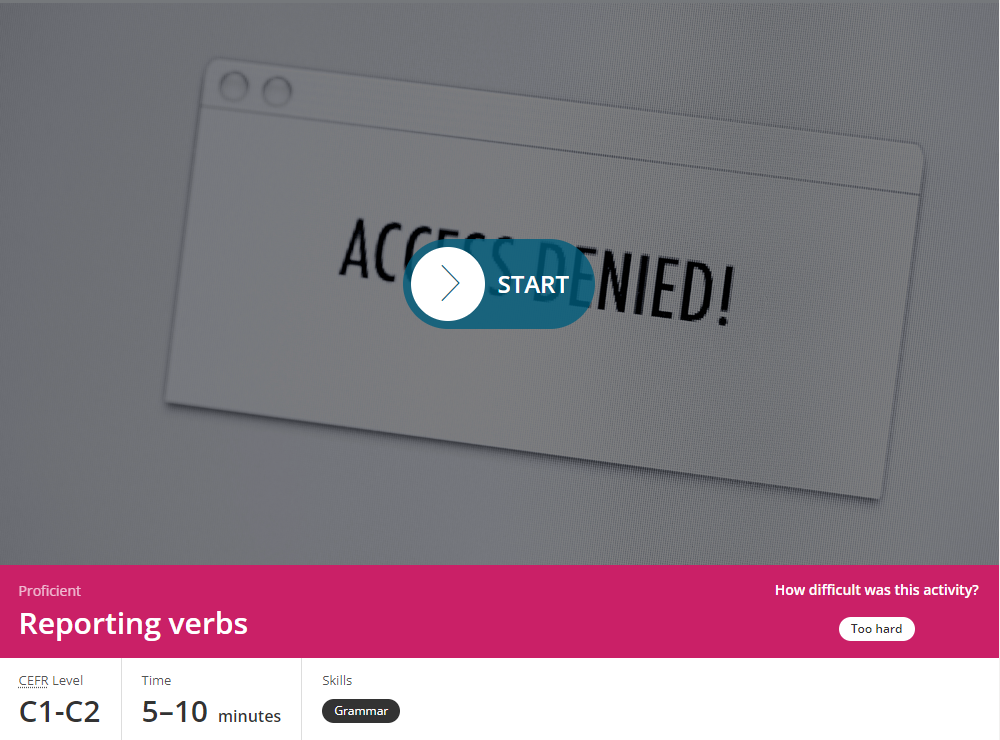 ACCESS DENIED!
START
Proficient
Reporting verbs
How difficult was this activity?
Too hard
CEFR Level
C1-C2
Time
5–10 minutes
Skills
Grammar